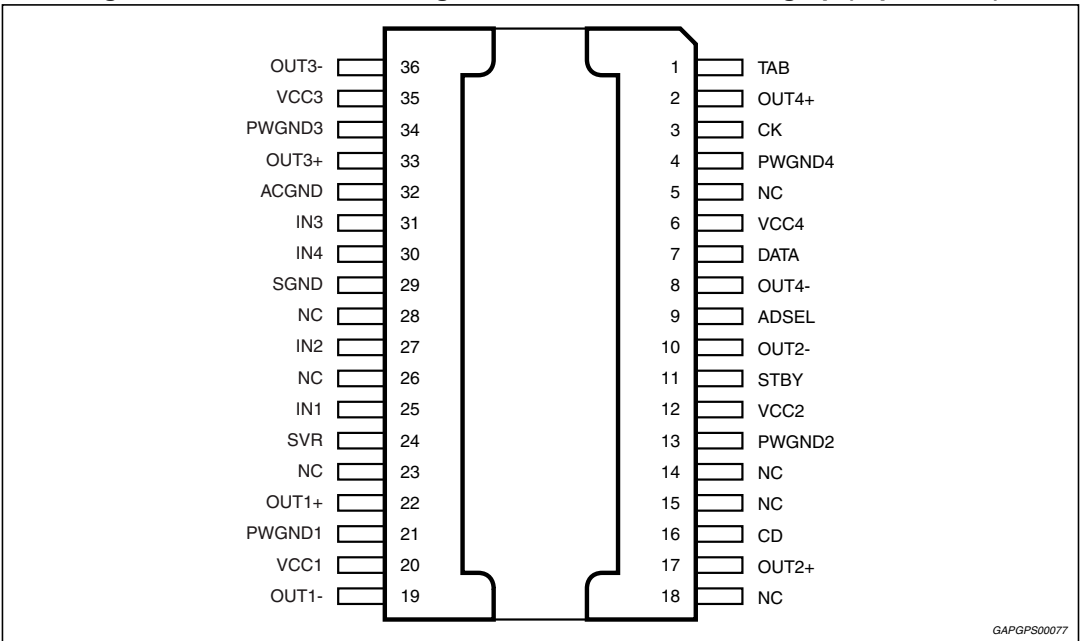 OUT3- 36 1 TAB
VCC3 35 2 OUT4+
PWGND3 34 3 CK
OUT3+ 33 4 PWGND4
ACGND 32 5 NC
IN3 31 6 VCC4
IN4 30 7 DATA
SGND 29 8 OUT4-
NC 28 9 ADSEL
IN2 27 10 OUT2-
NC 26 11 STBY
IN1 25 12 VCC2
SVR 24 13 PWGND2
NC 23 14 NC
OUT1+ 22 15 NC
PWGND1 21 16 CD
VCC1 20 17 OUT2+
OUT1- 19 18 NC
GAPGPS00077